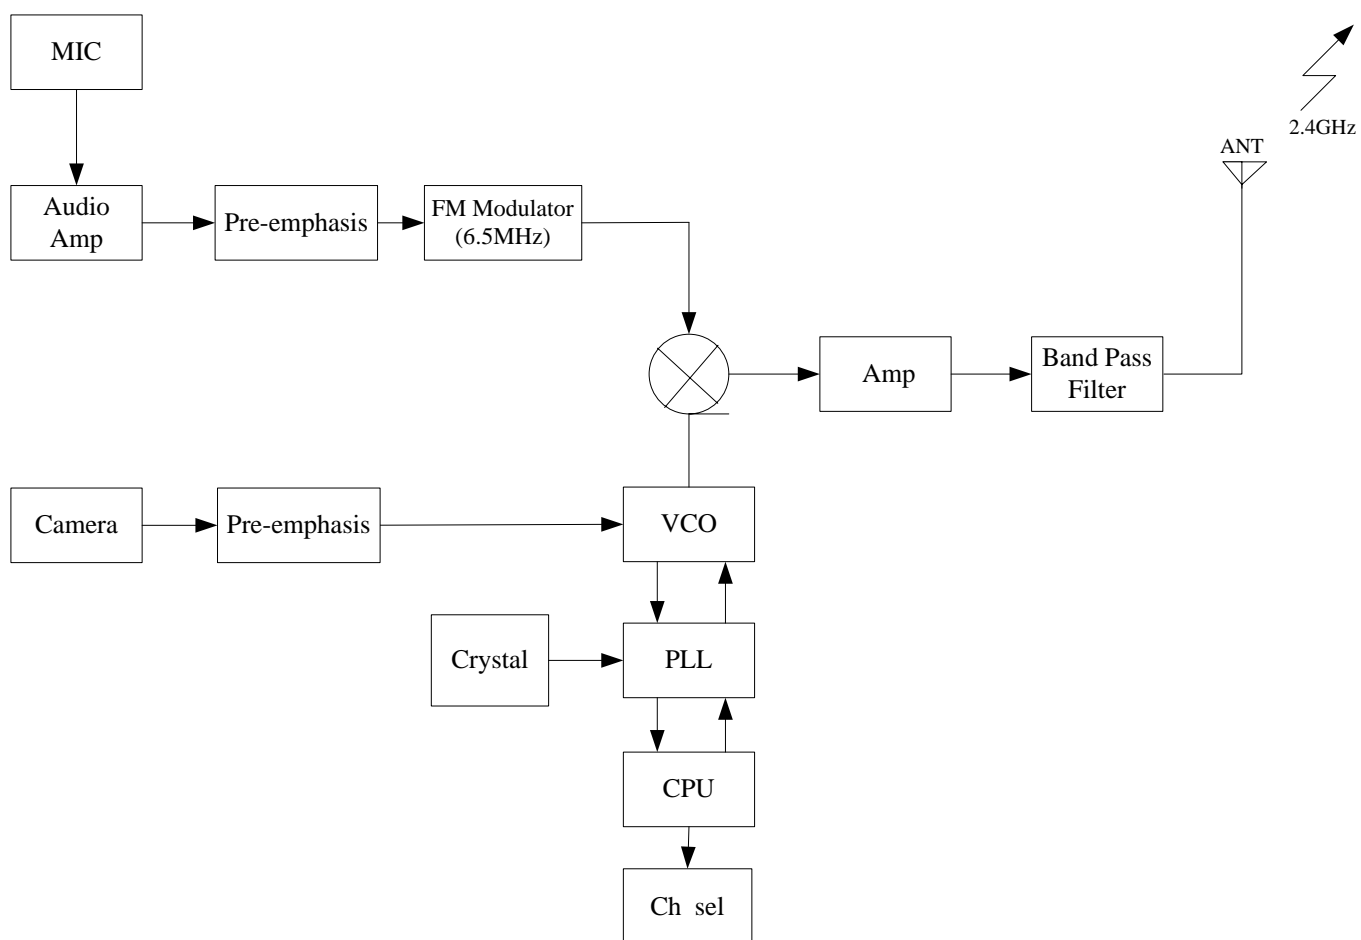 MIC
2.4GHz
ANT
Audio
Amp
Pre-emphasis
FM Modulator
(6.5MHz)
Amp
Band Pass
Filter
Camera
Pre-emphasis
VCO
Crystal
PLL
CPU
Ch sel